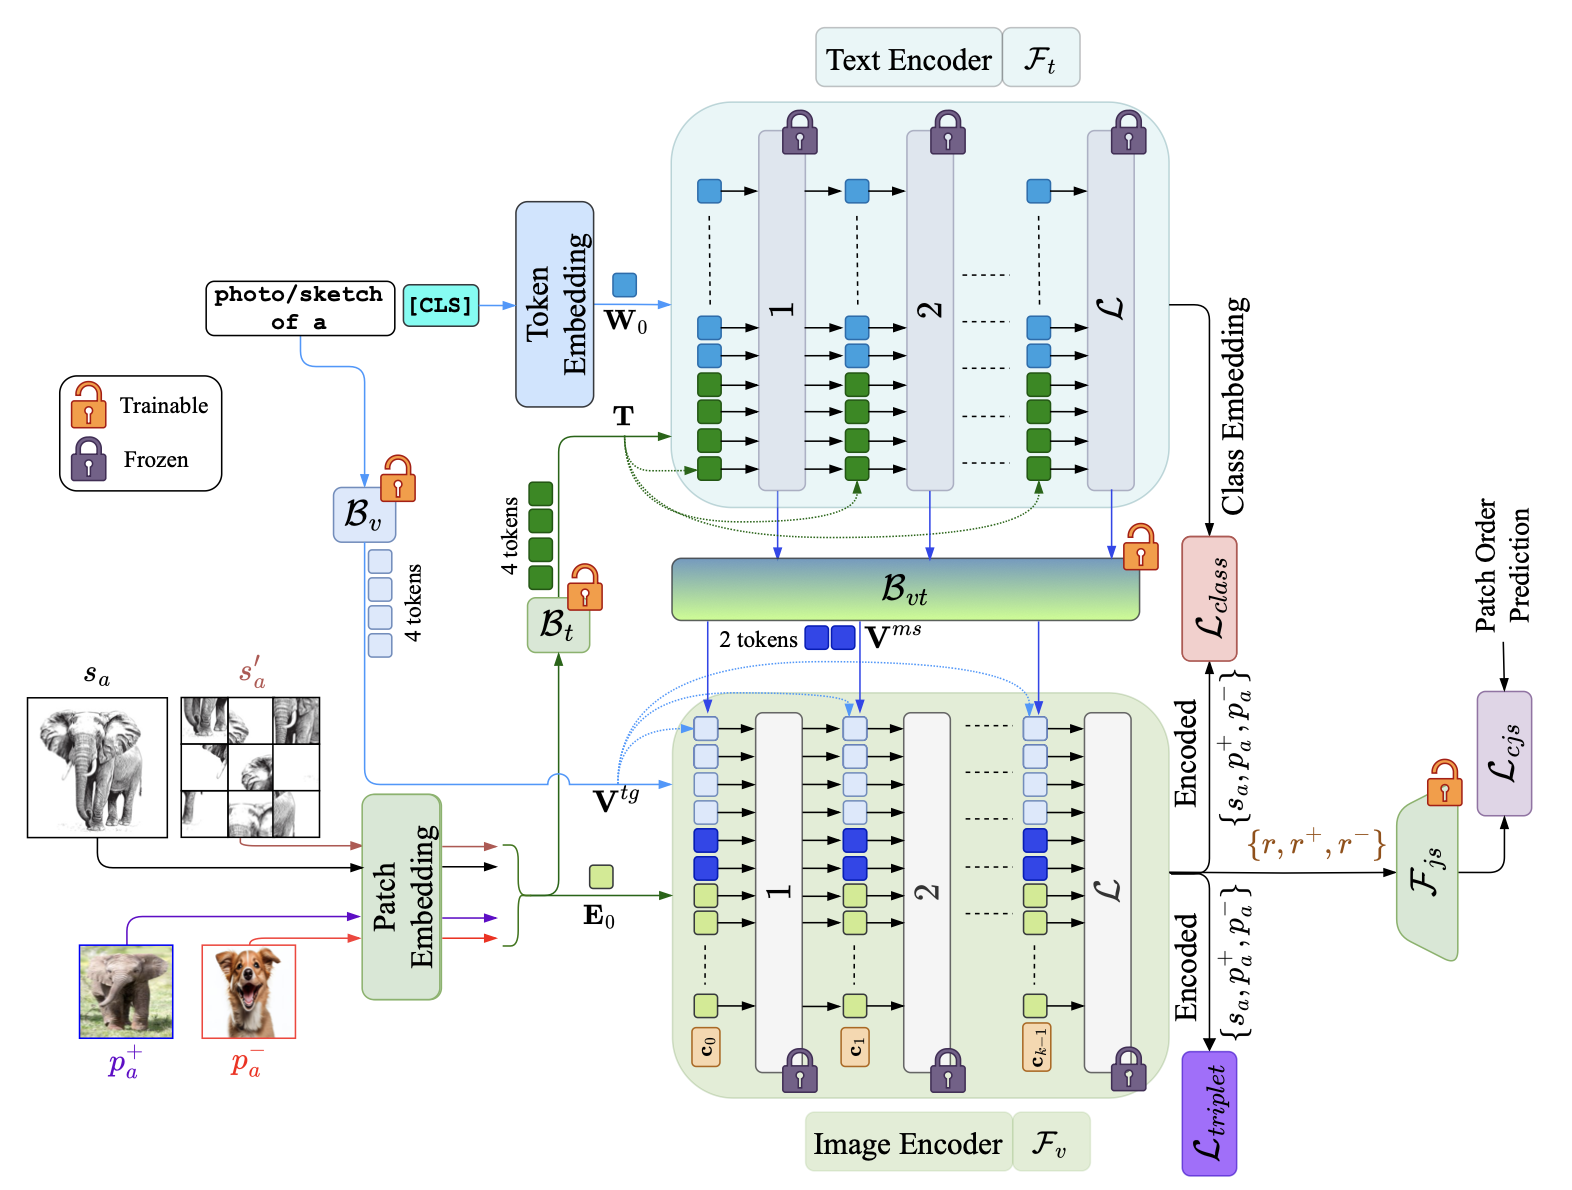 Text Encoder $\mathcal{F}_t$
photo/sketch
of a
[CLS]
Token
Embedding
$\mathbf{W}_0$
1
2
$\mathcal{L}$
Class Embedding
Trainable
Frozen
$\mathbf{T}$
$\mathcal{B}_v$
4 tokens
4 tokens
$\mathcal{B}_t$
$\mathcal{B}_{vt}$
2 tokens $\mathbf{V}^{ms}$
$\mathcal{L}_{class}$
Patch Order
Prediction
$s_a$
$s'_a$
$\mathbf{V}^{tg}$
Patch
Embedding
$\mathbf{E}_0$
1
2
$\mathcal{L}$
Encoded
$\{s_a, p_a^+, p_a^-\}$
$\{r, r^+, r^-\}$
$\mathcal{F}_{js}$
$\mathcal{L}_{cjs}$
Encoded
$\{s_a, p_a^+, p_a^-\}$
$p_a^+$
$p_a^-$
$\mathbf{c}_0$
$\mathbf{c}_1$
$\mathbf{c}_{k-1}$
$\mathcal{L}_{triplet}$
Image Encoder $\mathcal{F}_v$